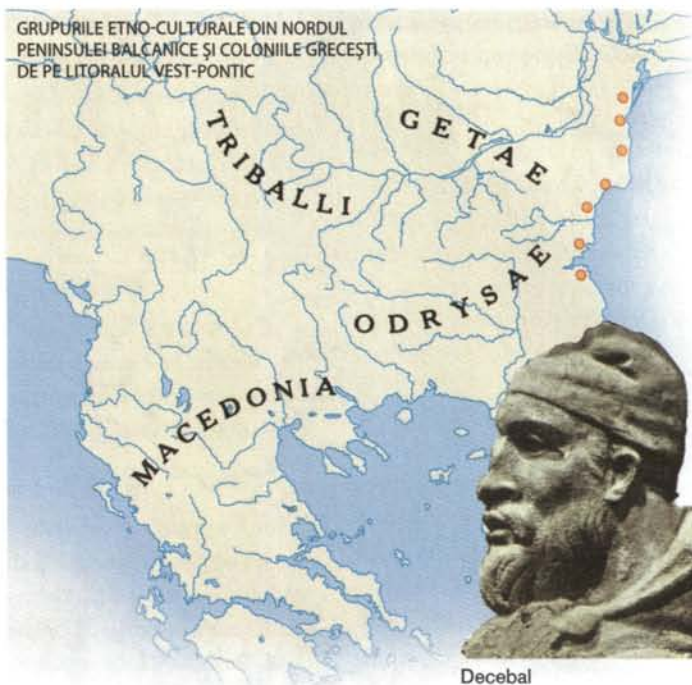 GRUPURILE ETNO-CULTURALE DIN NORDUL
PENINSULEI BALCANICE ȘI COLONIILE GRECEȘTI
DE PE LITORALUL VEST-PONTIC
GETAE
TRIBALLI
ODRYSAE
MACEDONIA
Decebal